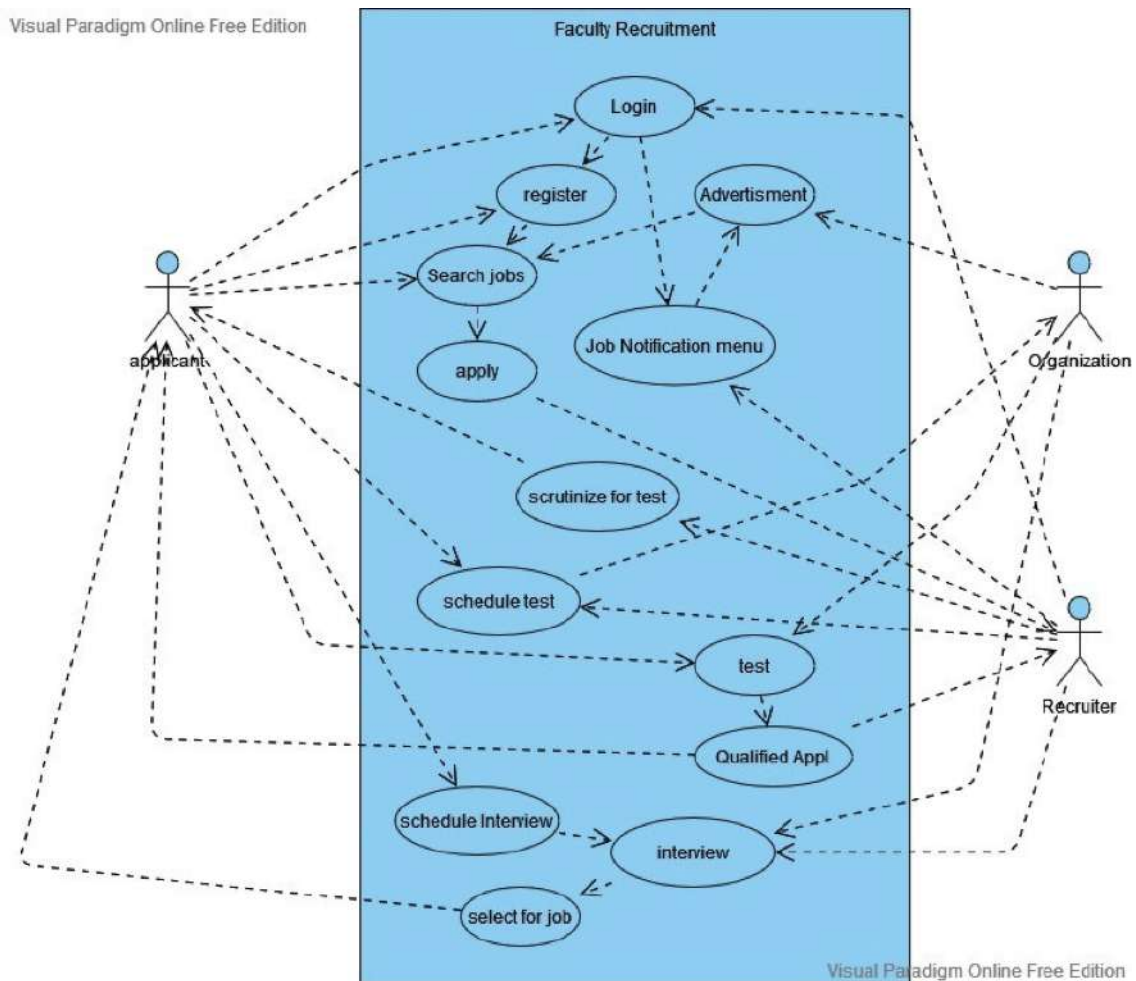 Visual Paradigm Online Free Edition
Faculty Recruitment
Login
register
Advertisment
Search jobs
applicant
Job Notification menu
Organization
apply
scrutinize for test
schedule test
test
Recruiter
Qualified Appl
schedule Interview
interview
select for job
Visual Paradigm Online Free Edition